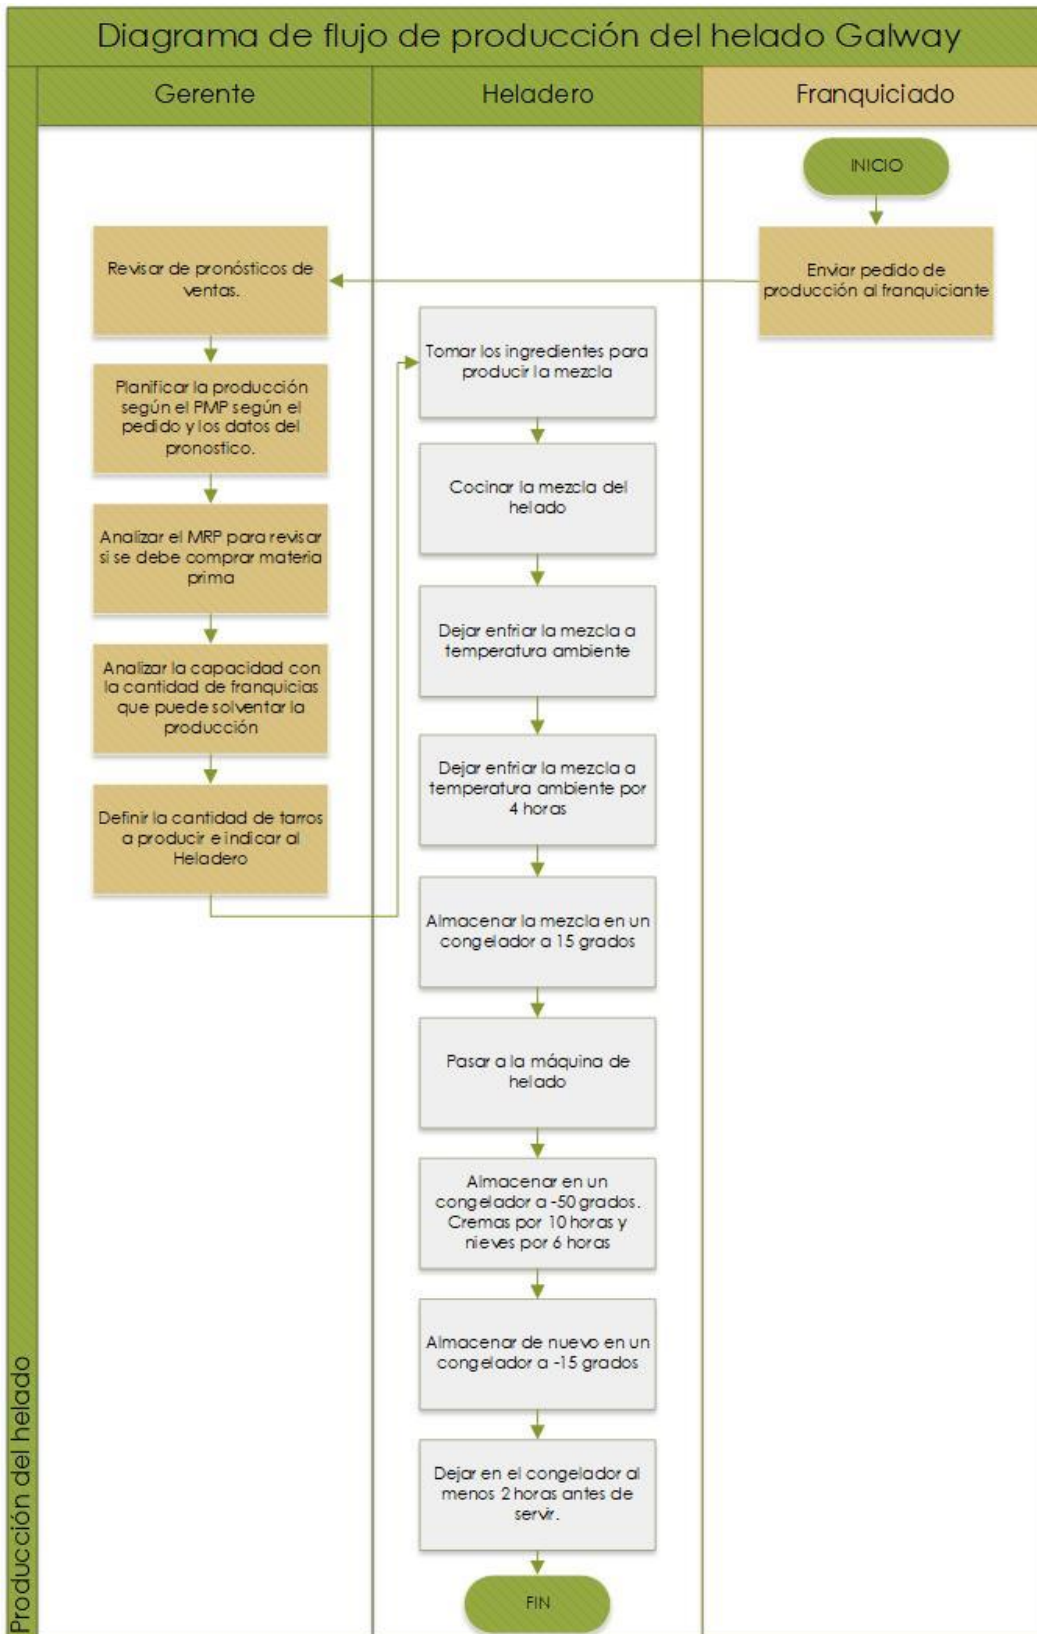 Diagrama de flujo de producción del helado Galway
Gerente
Heladero
Franquiciado
Producción del helado
INICIO
Enviar pedido de
producción al franquiciante
Revisar de pronósticos de
ventas.
Planificar la producción
según el PMP según el
pedido y los datos del
pronostico.
Analizar el MRP para revisar
si se debe comprar materia
prima
Analizar la capacidad con
la cantidad de franquicias
que puede solventar la
producción
Definir la cantidad de tarros
a producir e indicar al
Heladero
Tomar los ingredientes para
producir la mezcla
Cocinar la mezcla del
helado
Dejar enfriar la mezcla a
temperatura ambiente
Dejar enfriar la mezcla a
temperatura ambiente por
4 horas
Almacenar la mezcla en un
congelador a 15 grados
Pasar a la máquina de
helado
Almacenar en un
congelador a -50 grados.
Cremas por 10 horas y
nieves por 6 horas
Almacenar de nuevo en un
congelador a -15 grados
Dejar en el congelador al
menos 2 horas antes de
servir.
FIN